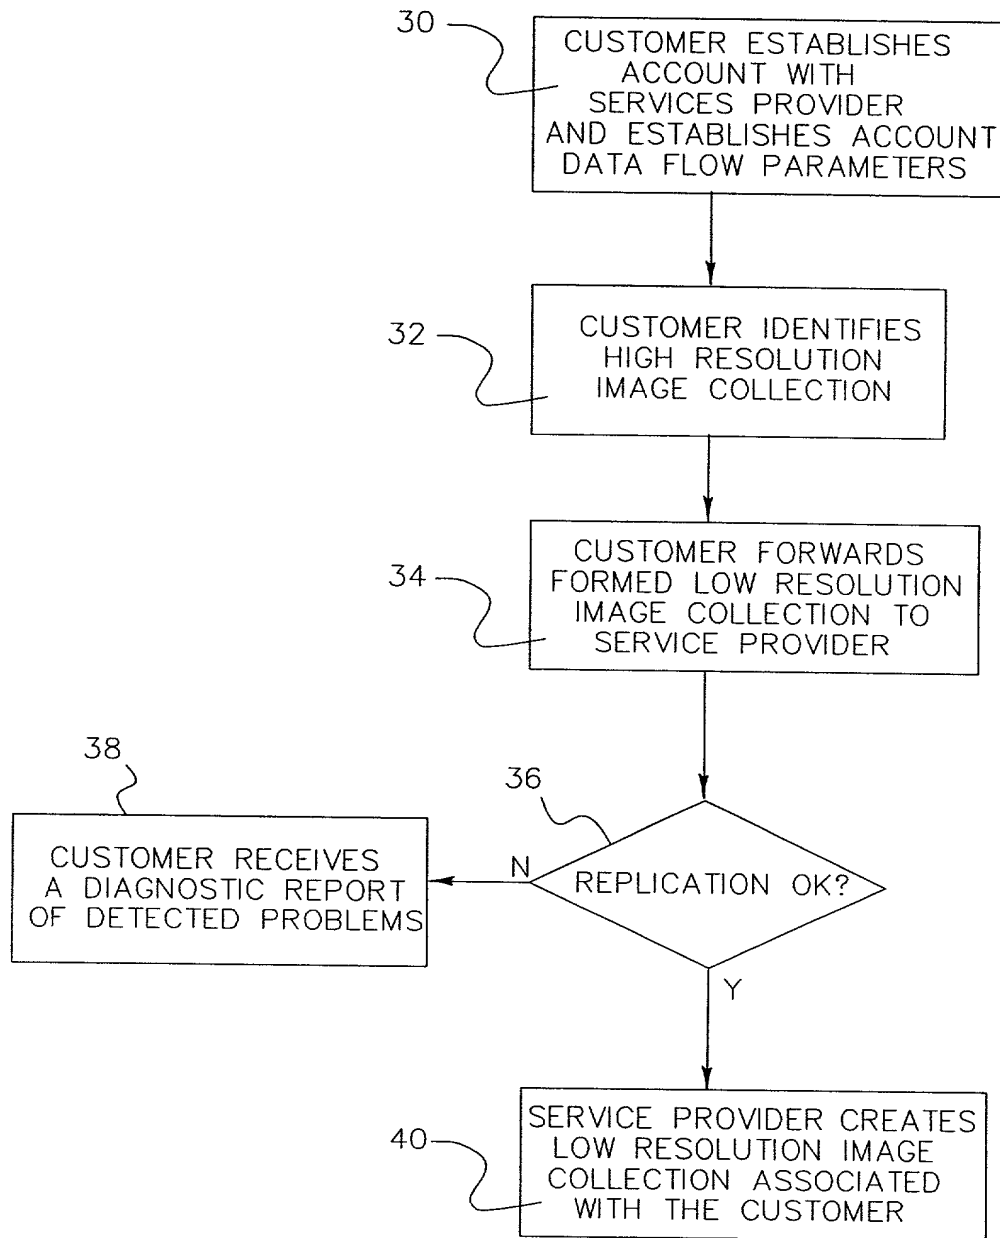 30
CUSTOMER ESTABLISHES
ACCOUNT WITH
SERVICES PROVIDER
AND ESTABLISHES ACCOUNT
DATA FLOW PARAMETERS
32
CUSTOMER IDENTIFIES
HIGH RESOLUTION
IMAGE COLLECTION
34
CUSTOMER FORWARDS
FORMED LOW RESOLUTION
IMAGE COLLECTION TO
SERVICE PROVIDER
36
REPLICATION OK?
N
38
CUSTOMER RECEIVES
A DIAGNOSTIC REPORT
OF DETECTED PROBLEMS
Y
40
SERVICE PROVIDER CREATES
LOW RESOLUTION IMAGE
COLLECTION ASSOCIATED
WITH THE CUSTOMER